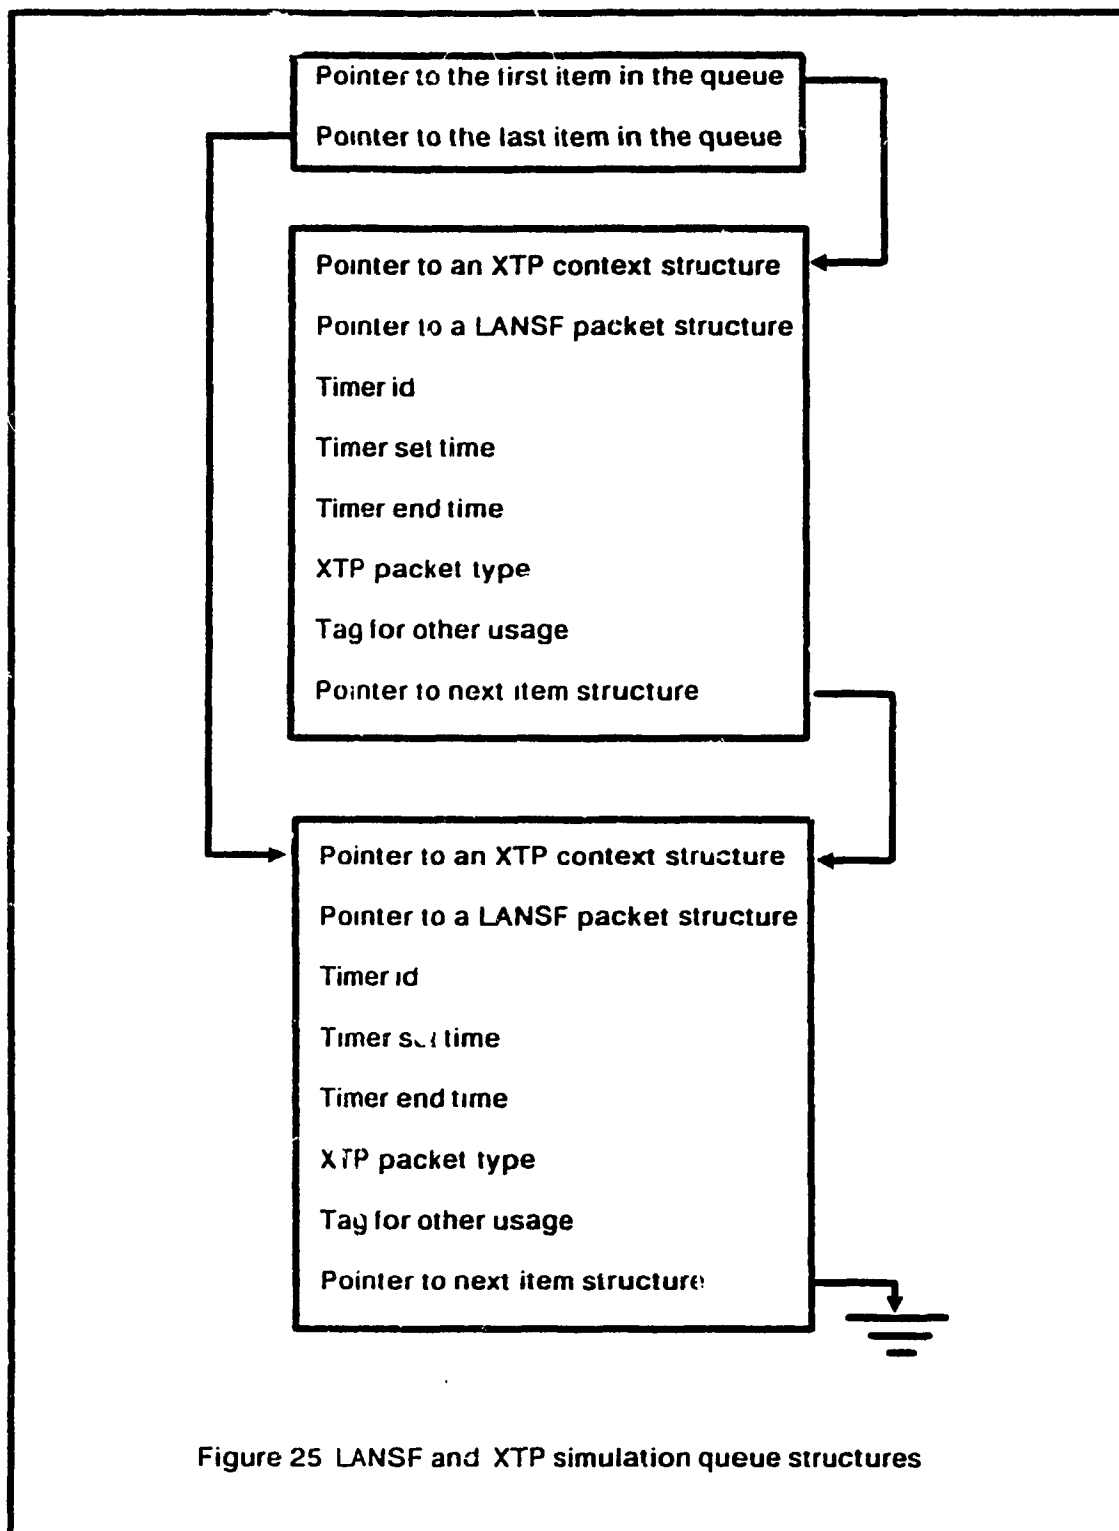 Pointer to the first item in the queue
Pointer to the last item in the queue
Pointer to an XTP context structure
Pointer to a LANSF packet structure
Timer id
Timer set time
Timer end time
XTP packet type
Tag for other usage
Pointer to next item structure
Pointer to an XTP context structure
Pointer to a LANSF packet structure
Timer id
Timer set time
Timer end time
XTP packet type
Tag for other usage
Pointer to next item structure
Figure 25 LANSF and XTP simulation queue structures